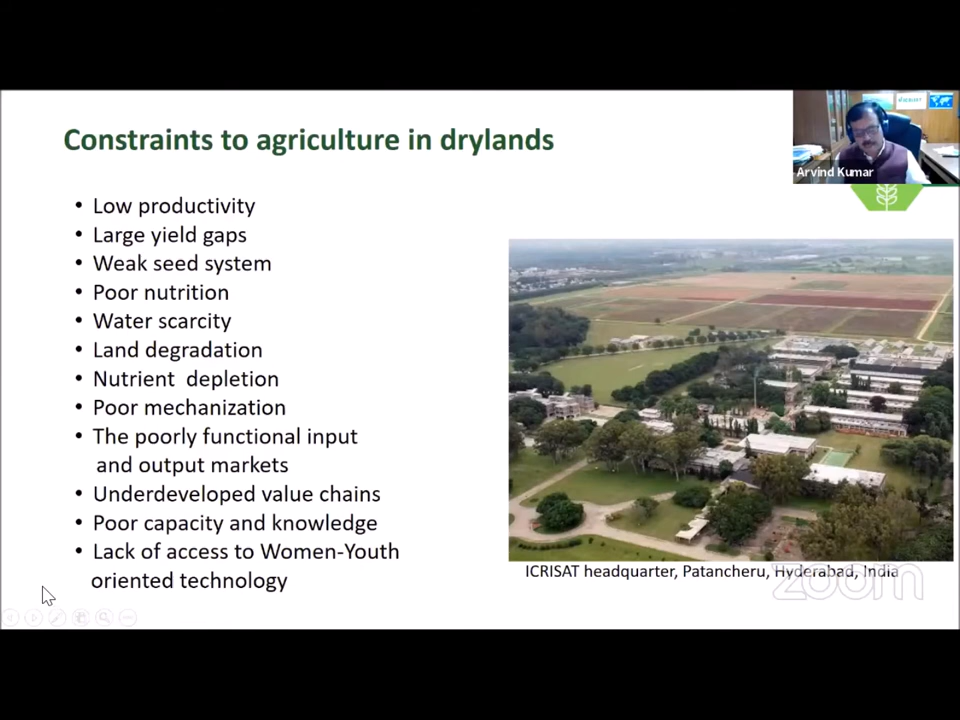 Constraints to agriculture in drylands
Arvind Kumar
• Low productivity
• Large yield gaps
• Weak seed system
• Poor nutrition
• Water scarcity
• Land degradation
• Nutrient depletion
• Poor mechanization
• The poorly functional input
and output markets
• Underdeveloped value chains
• Poor capacity and knowledge
• Lack of access to Women-Youth
oriented technology
ICRISAT headquarter, Patancheru, Hyderabad, India
zoom